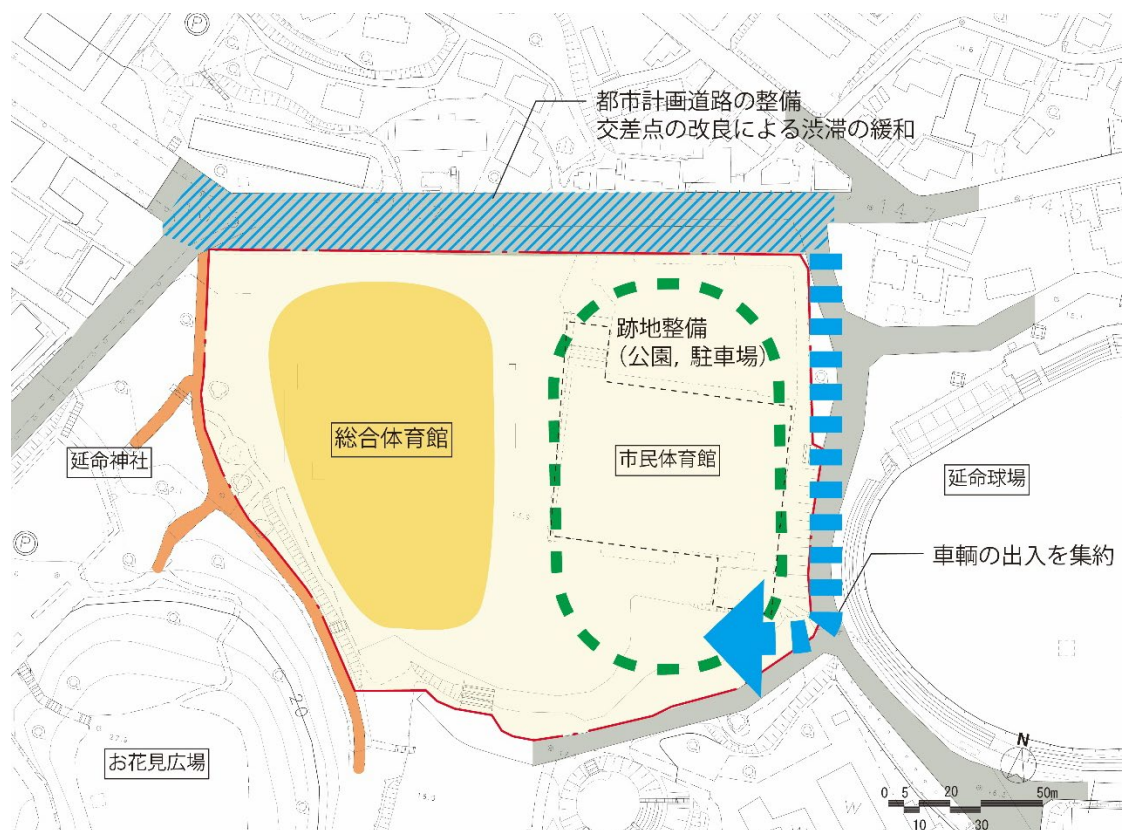 都市計画道路の整備
交差点の改良による渋滞の緩和
跡地整備
（公園，駐車場）
総合体育館
市民体育館
延命神社
延命球場
車輌の出入を集約
お花見広場
20
N
0 5 20 50m
10 30
P
P